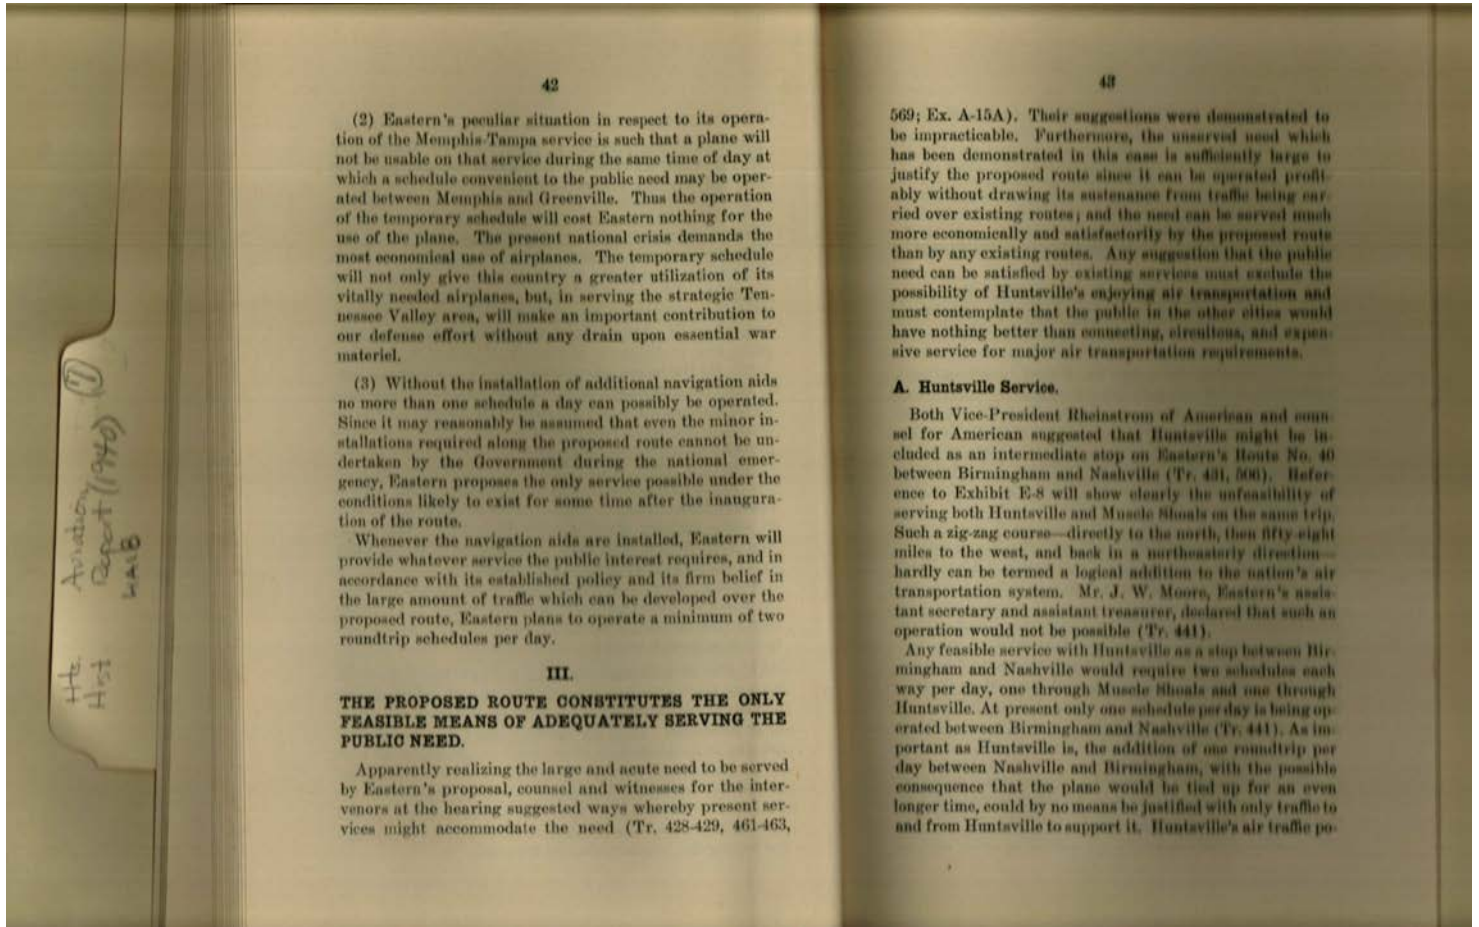 Hts. Aviation (7)
Hist Report (1940)
42
(2) Eastern's peculiar situation in respect to its opera-
tion of the Memphis-Tampa service is such that a plane will
not be usable on that service during the same time of day at
which a schedule convenient to the public need may be oper-
ated between Memphis and Greenville. Thus the operation
of the temporary schedule will cost Eastern nothing for the
use of the plane. The present national crisis demands the
most economical use of airplanes. The temporary schedule
will not only give this country a greater utilization of its
vitally needed airplanes, but, in serving the strategic Ten-
nessee Valley area, will make an important contribution to
our defense effort without any drain upon essential war
materiel.
(3) Without the installation of additional navigation aids
no more than one schedule a day can possibly be operated.
Since it may reasonably be assumed that even the minor in-
stallations required along the proposed route cannot be un-
dertaken by the Government during the national emer-
gency, Eastern proposes the only service possible under the
conditions likely to exist for some time after the inaugura-
tion of the route.
Whenever the navigation aids are installed, Eastern will
provide whatever service the public interest requires, and in
accordance with its established policy and its firm belief in
the large amount of traffic which can be developed over the
proposed route, Eastern plans to operate a minimum of two
roundtrip schedules per day.
III.
THE PROPOSED ROUTE CONSTITUTES THE ONLY
FEASIBLE MEANS OF ADEQUATELY SERVING THE
PUBLIC NEED.
Apparently realizing the large and acute need to be served
by Eastern's proposal, counsel and witnesses for the inter-
venors at the hearing suggested ways whereby present ser-
vices might accommodate the need (Tr. 428-429, 461-463,
43
569; Ex. A-15A). Their suggestions were demonstrated to
be impracticable. Furthermore, the unserved need which
has been demonstrated in this case is sufficiently large to
justify the proposed route since it can be operated profit-
ably without drawing its sustenance from traffic being car-
ried over existing routes; and the need can be served much
more economically and satisfactorily by the proposed route
than by any existing routes. Any suggestion that the public
need can be satisfied by existing services must exclude the
possibility of Huntsville's enjoying air transportation and
must contemplate that the public in the other cities would
have nothing better than connecting, circuitous, and expen-
sive service for major air transportation requirements.
A. Huntsville Service.
Both Vice-President Rheinstrom of American and coun-
sel for American suggested that Huntsville might be in-
cluded as an intermediate stop on Eastern's Route No. 40
between Birmingham and Nashville (Tr. 431, 506). Refer-
ence to Exhibit E-8 will show clearly the unfeasibility of
serving both Huntsville and Muscle Shoals on the same trip.
Such a zig-zag course—directly to the north, then fifty-eight
miles to the west, and back in a northeasterly direction—
hardly can be termed a logical addition to the nation's air
transportation system. Mr. J. W. Moore, Eastern's assis-
tant secretary and assistant treasurer, declared that such an
operation would not be possible (Tr. 441).
Any feasible service with Huntsville as a stop between Bir-
mingham and Nashville would require two schedules each
way per day, one through Muscle Shoals and one through
Huntsville. At present only one schedule per day is being op-
erated between Birmingham and Nashville (Tr. 441). As im-
portant as Huntsville is, the addition of one roundtrip per
day between Nashville and Birmingham, with the possible
consequence that the plane would be tied up for an even
longer time, could by no means be justified with only traffic to
and from Huntsville to support it. Huntsville's air traffic po-